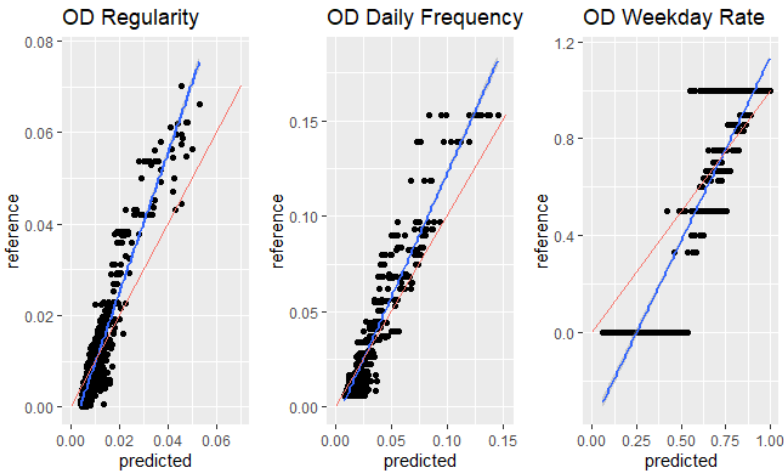 OD Regularity
0.08
0.06
0.04
0.02
0.00
reference
0.00 0.02 0.04 0.06
predicted
OD Daily Frequency
0.15
0.10
0.05
0.00
reference
0.00 0.05 0.10 0.15
predicted
OD Weekday Rate
1.2
0.8
0.4
0.0
reference
0.00 0.25 0.50 0.75 1.00
predicted